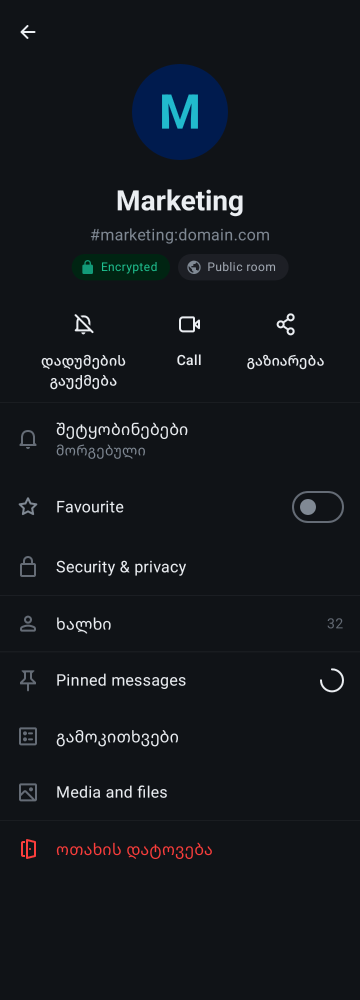 M
Marketing
#marketing:domain.com
Encrypted
Public room
დადუმების
გაუქმება
Call
გაზიარება
შეტყობინებები
მორგებული
Favourite
Security & privacy
ხალხი
32
Pinned messages
გამოკითხვები
Media and files
ოთახის დატოვება